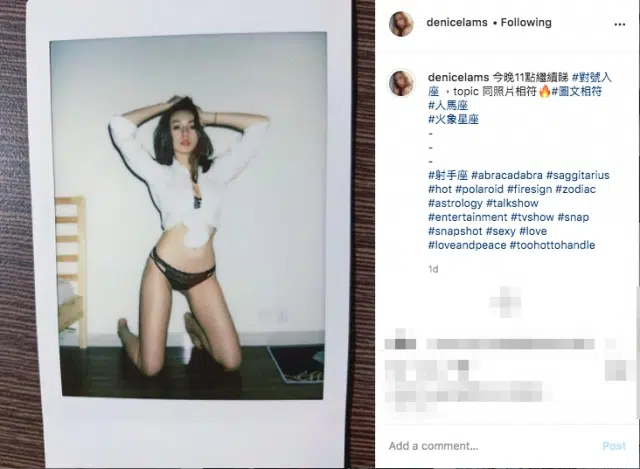 denicelams • Following
denicelams 今晚11點繼續睇 #對號入
座 ，topic 同照片相符🔥#圖文相符
#人馬座
#火象星座
-
-
-
#射手座 #abracadabra #saggitarius
#hot #polaroid #firesign #zodiac
#astrology #talkshow
#entertainment #tvshow #snap
#snapshot #sexy #love
#loveandpeace #toohottohandle
1d
Add a comment...
Post